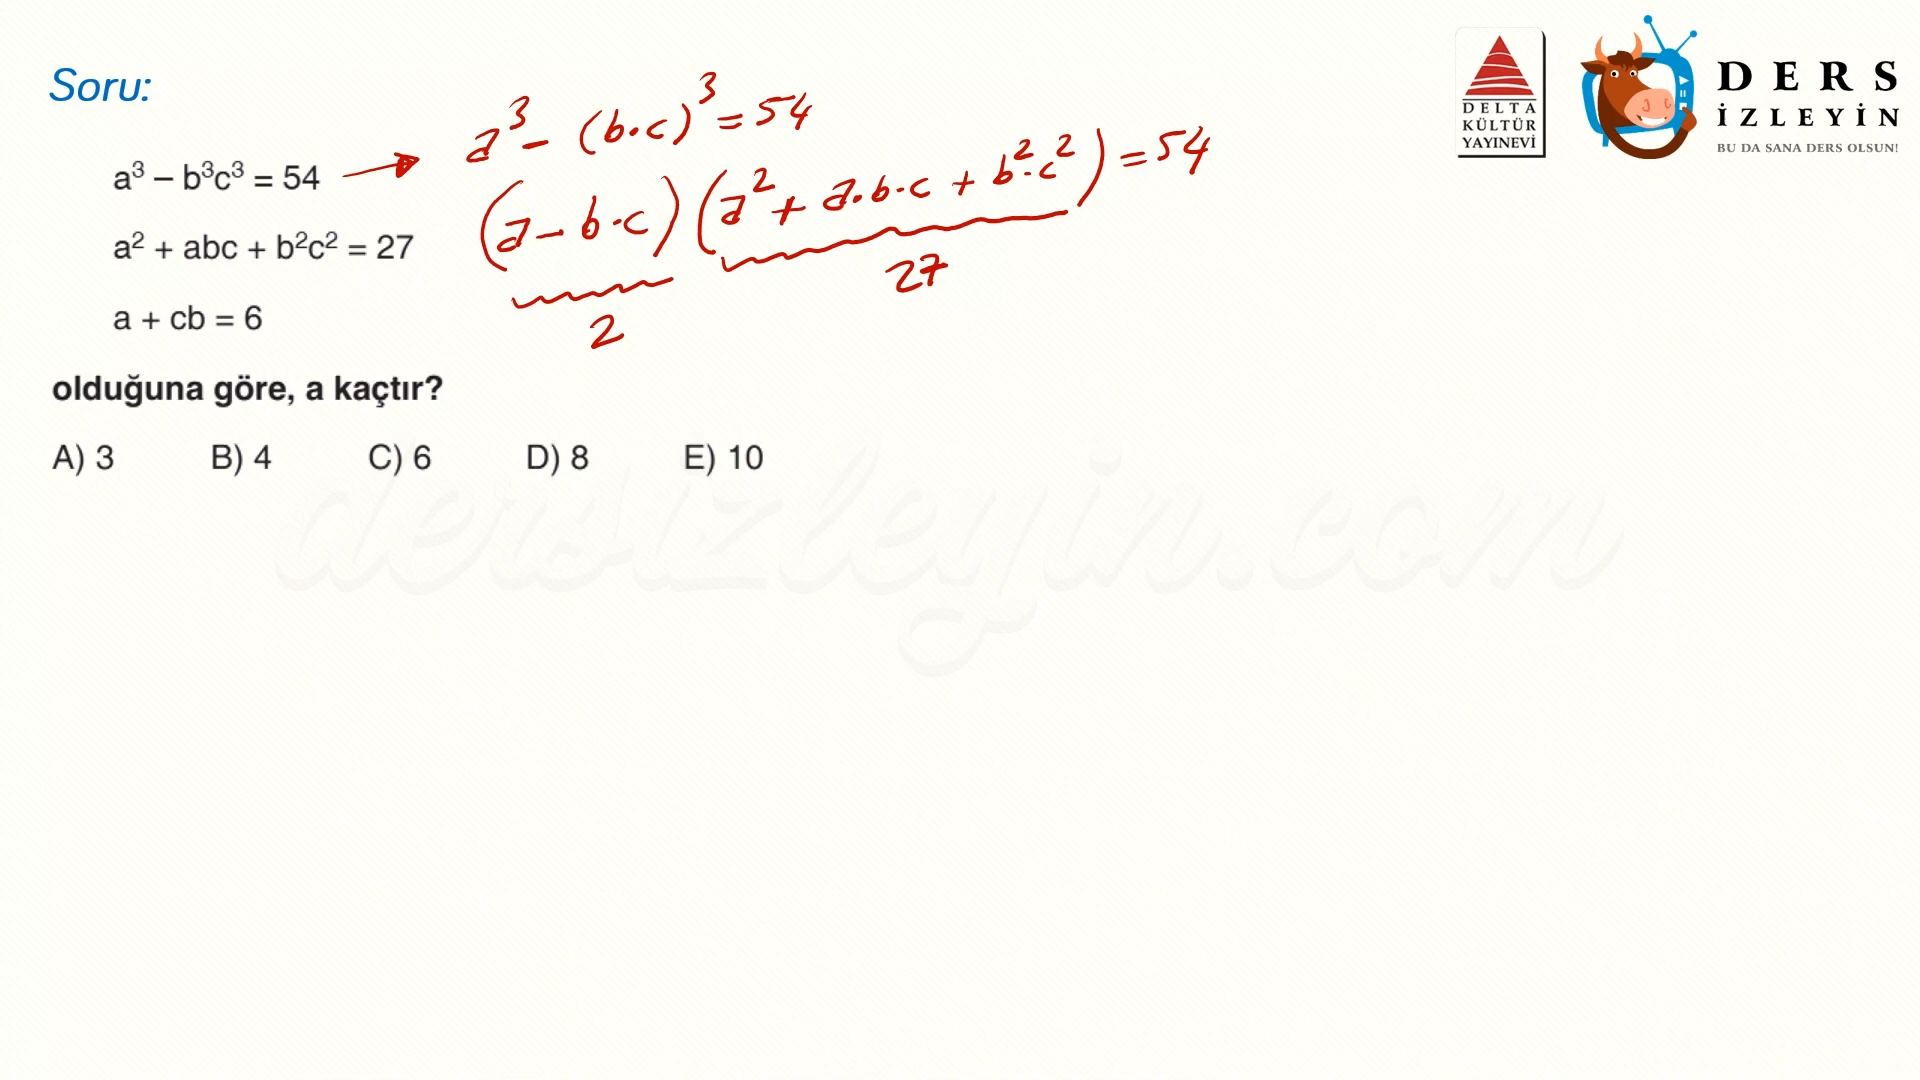 Soru:
a³ – b³c³ = 54
a² + abc + b²c² = 27
a + cb = 6
olduğuna göre, a kaçtır?
A) 3 B) 4 C) 6 D) 8 E) 10
a³ - (b·c)³ = 54
(a - b·c) (a² + a·b·c + b²·c²) = 54
2
27
DELTA
KÜLTÜR
YAYINEVİ
DERS
İZLEYİN
BU DA SANA DERS OLSUN!
dersizleyin.com